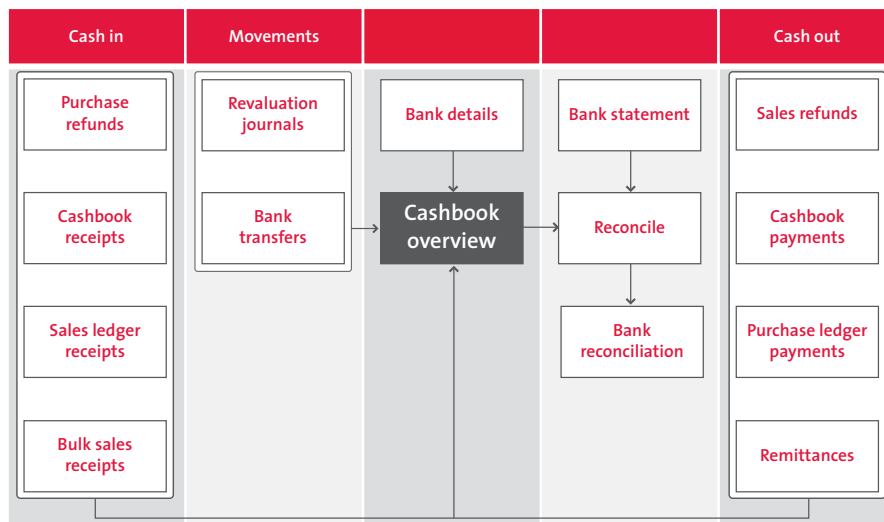 Cash in
Movements
Cash out
Purchase
refunds
Cashbook
receipts
Sales ledger
receipts
Bulk sales
receipts
Revaluation
journals
Bank
transfers
Bank details
Cashbook
overview
Bank statement
Reconcile
Bank
reconciliation
Sales refunds
Cashbook
payments
Purchase ledger
payments
Remittances